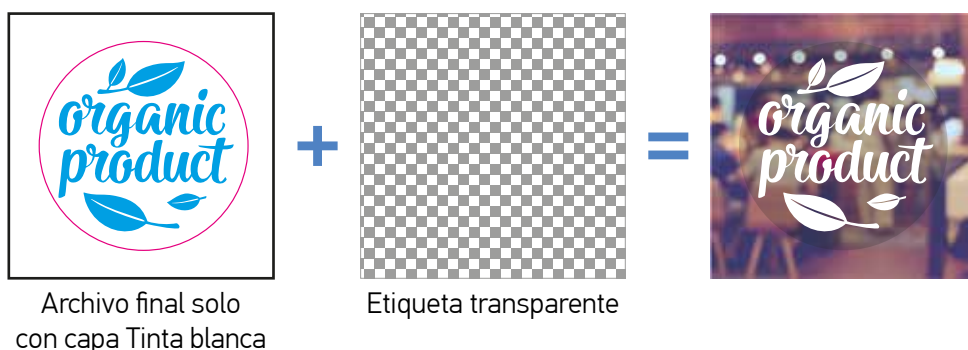 organic
product
+
=
organic
product
Archivo final solo
con capa Tinta blanca
Etiqueta transparente